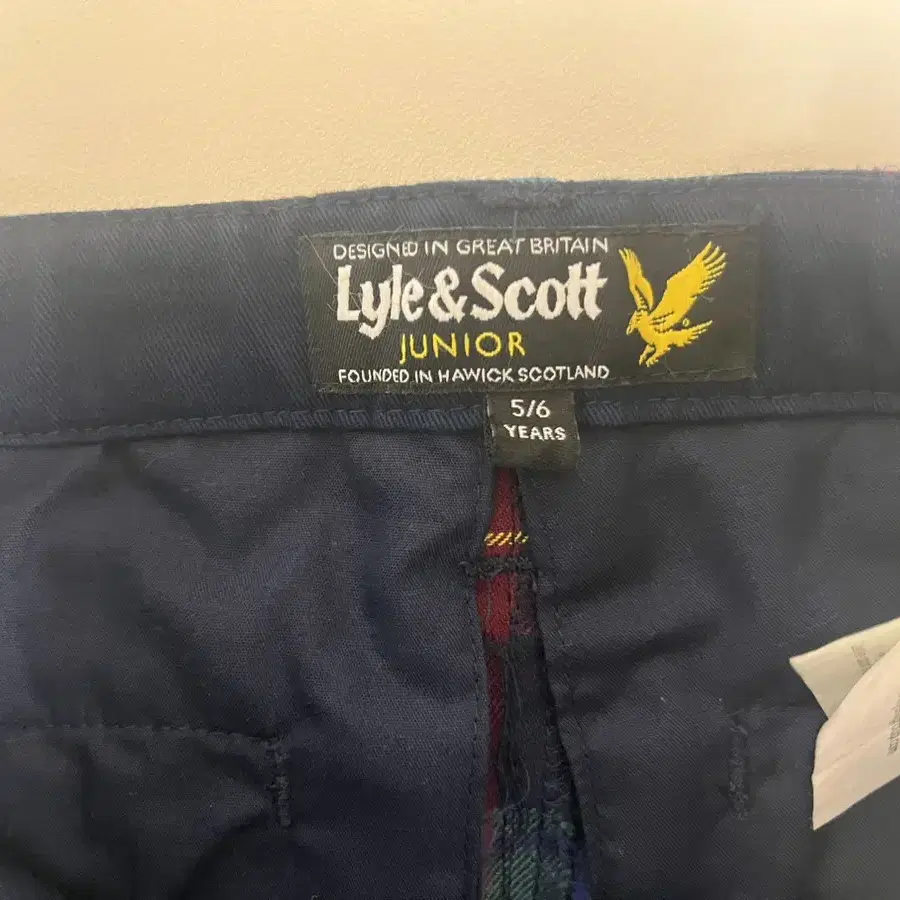 DESIGNED IN GREAT BRITAIN
Lyle & Scott
JUNIOR
FOUNDED IN HAWICK SCOTLAND
5/6
YEARS